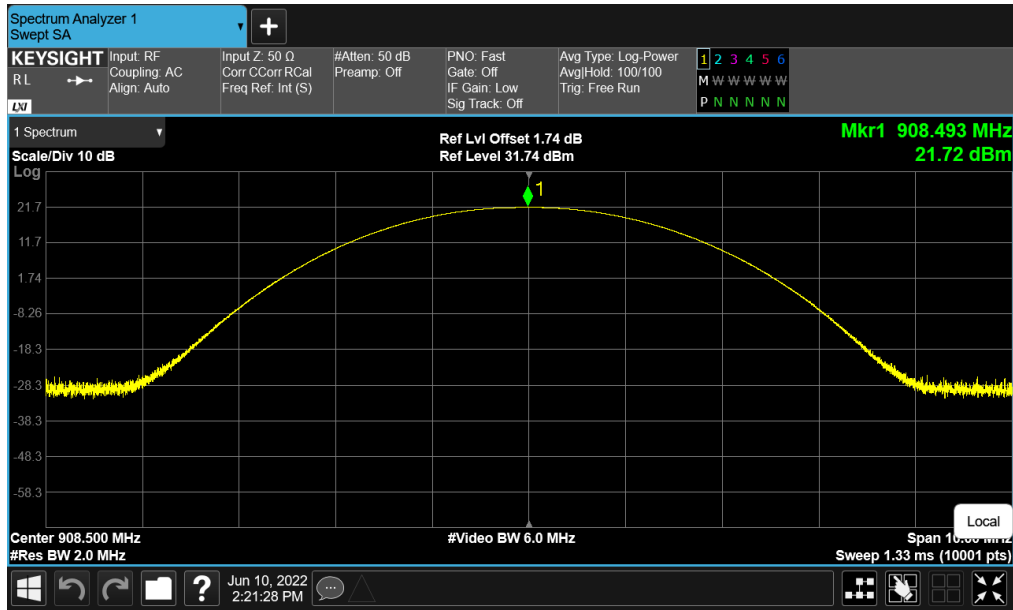 Spectrum Analyzer 1
Swept SA
KEYSIGHT
R L
LXI
Input: RF
Coupling: AC
Align: Auto
Input Z: 50 Ω
Corr CCorr RCal
Freq Ref: Int (S)
#Atten: 50 dB
Preamp: Off
PNO: Fast
Gate: Off
IF Gain: Low
Sig Track: Off
Avg Type: Log-Power
Avg|Hold: 100/100
Trig: Free Run
1 2 3 4 5 6
M W W W W W
P N N N N N
1 Spectrum
Scale/Div 10 dB
Ref Lvl Offset 1.74 dB
Ref Level 31.74 dBm
Mkr1 908.493 MHz
21.72 dBm
Log
1
21.7
11.7
1.74
-8.26
-18.3
-28.3
-38.3
-48.3
-58.3
Local
Center 908.500 MHz
#Video BW 6.0 MHz
Span
#Res BW 2.0 MHz
Sweep 1.33 ms (10001 pts)
?
Jun 10, 2022
2:21:28 PM